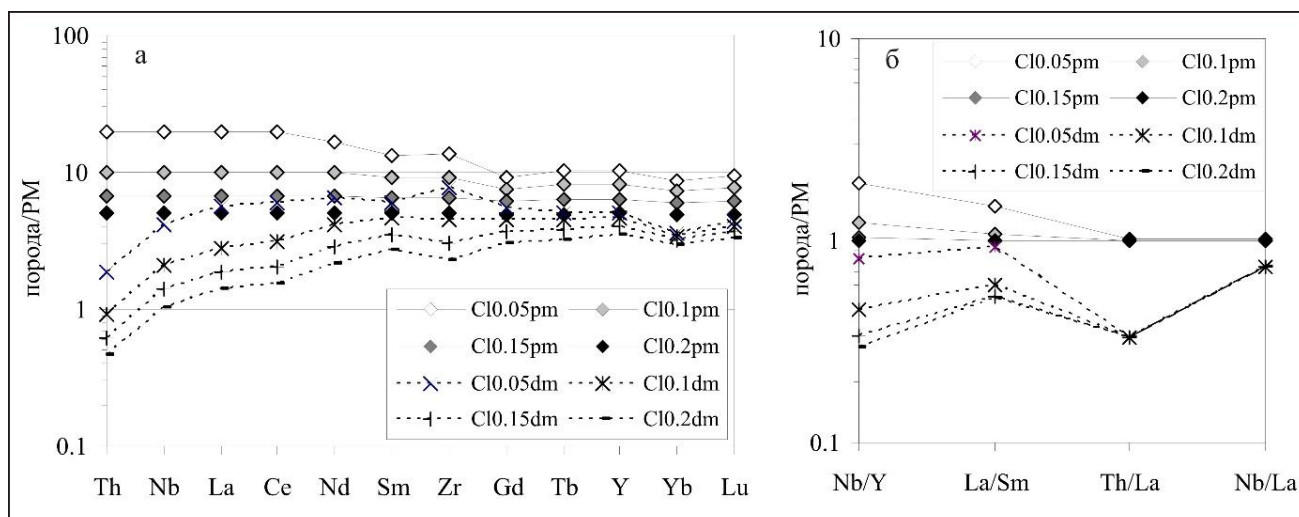 а
порода/PM
100
10
1
0.1
Th Nb La Ce Nd Sm Zr Gd Tb Y Yb Lu
Cl0.05pm Cl0.1pm
Cl0.15pm Cl0.2pm
Cl0.05dm Cl0.1dm
Cl0.15dm Cl0.2dm
б
порода/PM
10
1
0.1
Cl0.05pm Cl0.1pm
Cl0.15pm Cl0.2pm
Cl0.05dm Cl0.1dm
Cl0.15dm Cl0.2dm
Nb/Y La/Sm Th/La Nb/La